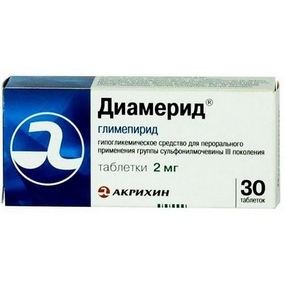 Диамерид®
глимепирид
гипогликемическое средство для перорального
применения группы сульфонилмочевины III поколения
таблетки 2 мг
АКРИХИН
30
таблеток